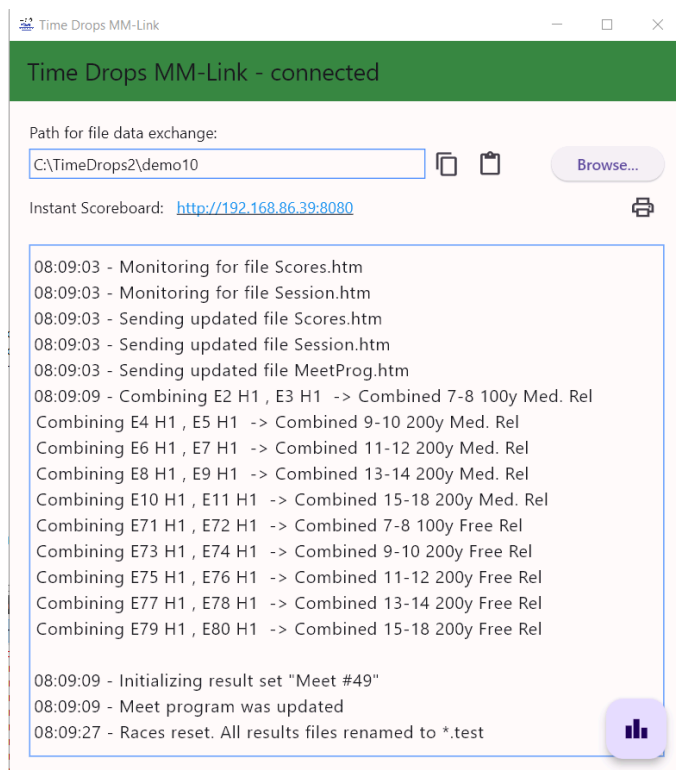 Time Drops MM-Link
Time Drops MM-Link - connected
Path for file data exchange:
C:\TimeDrops2\demo10
Browse...
Instant Scoreboard: http://192.168.86.39:8080
08:09:03 - Monitoring for file Scores.htm
08:09:03 - Monitoring for file Session.htm
08:09:03 - Sending updated file Scores.htm
08:09:03 - Sending updated file Session.htm
08:09:03 - Sending updated file MeetProg.htm
08:09:09 - Combining E2 H1 , E3 H1 -> Combined 7-8 100y Med. Rel
Combining E4 H1 , E5 H1 -> Combined 9-10 200y Med. Rel
Combining E6 H1 , E7 H1 -> Combined 11-12 200y Med. Rel
Combining E8 H1 , E9 H1 -> Combined 13-14 200y Med. Rel
Combining E10 H1 , E11 H1 -> Combined 15-18 200y Med. Rel
Combining E71 H1 , E72 H1 -> Combined 7-8 100y Free Rel
Combining E73 H1 , E74 H1 -> Combined 9-10 200y Free Rel
Combining E75 H1 , E76 H1 -> Combined 11-12 200y Free Rel
Combining E77 H1 , E78 H1 -> Combined 13-14 200y Free Rel
Combining E79 H1 , E80 H1 -> Combined 15-18 200y Free Rel
08:09:09 - Initializing result set "Meet #49"
08:09:09 - Meet program was updated
08:09:27 - Races reset. All results files renamed to *.test